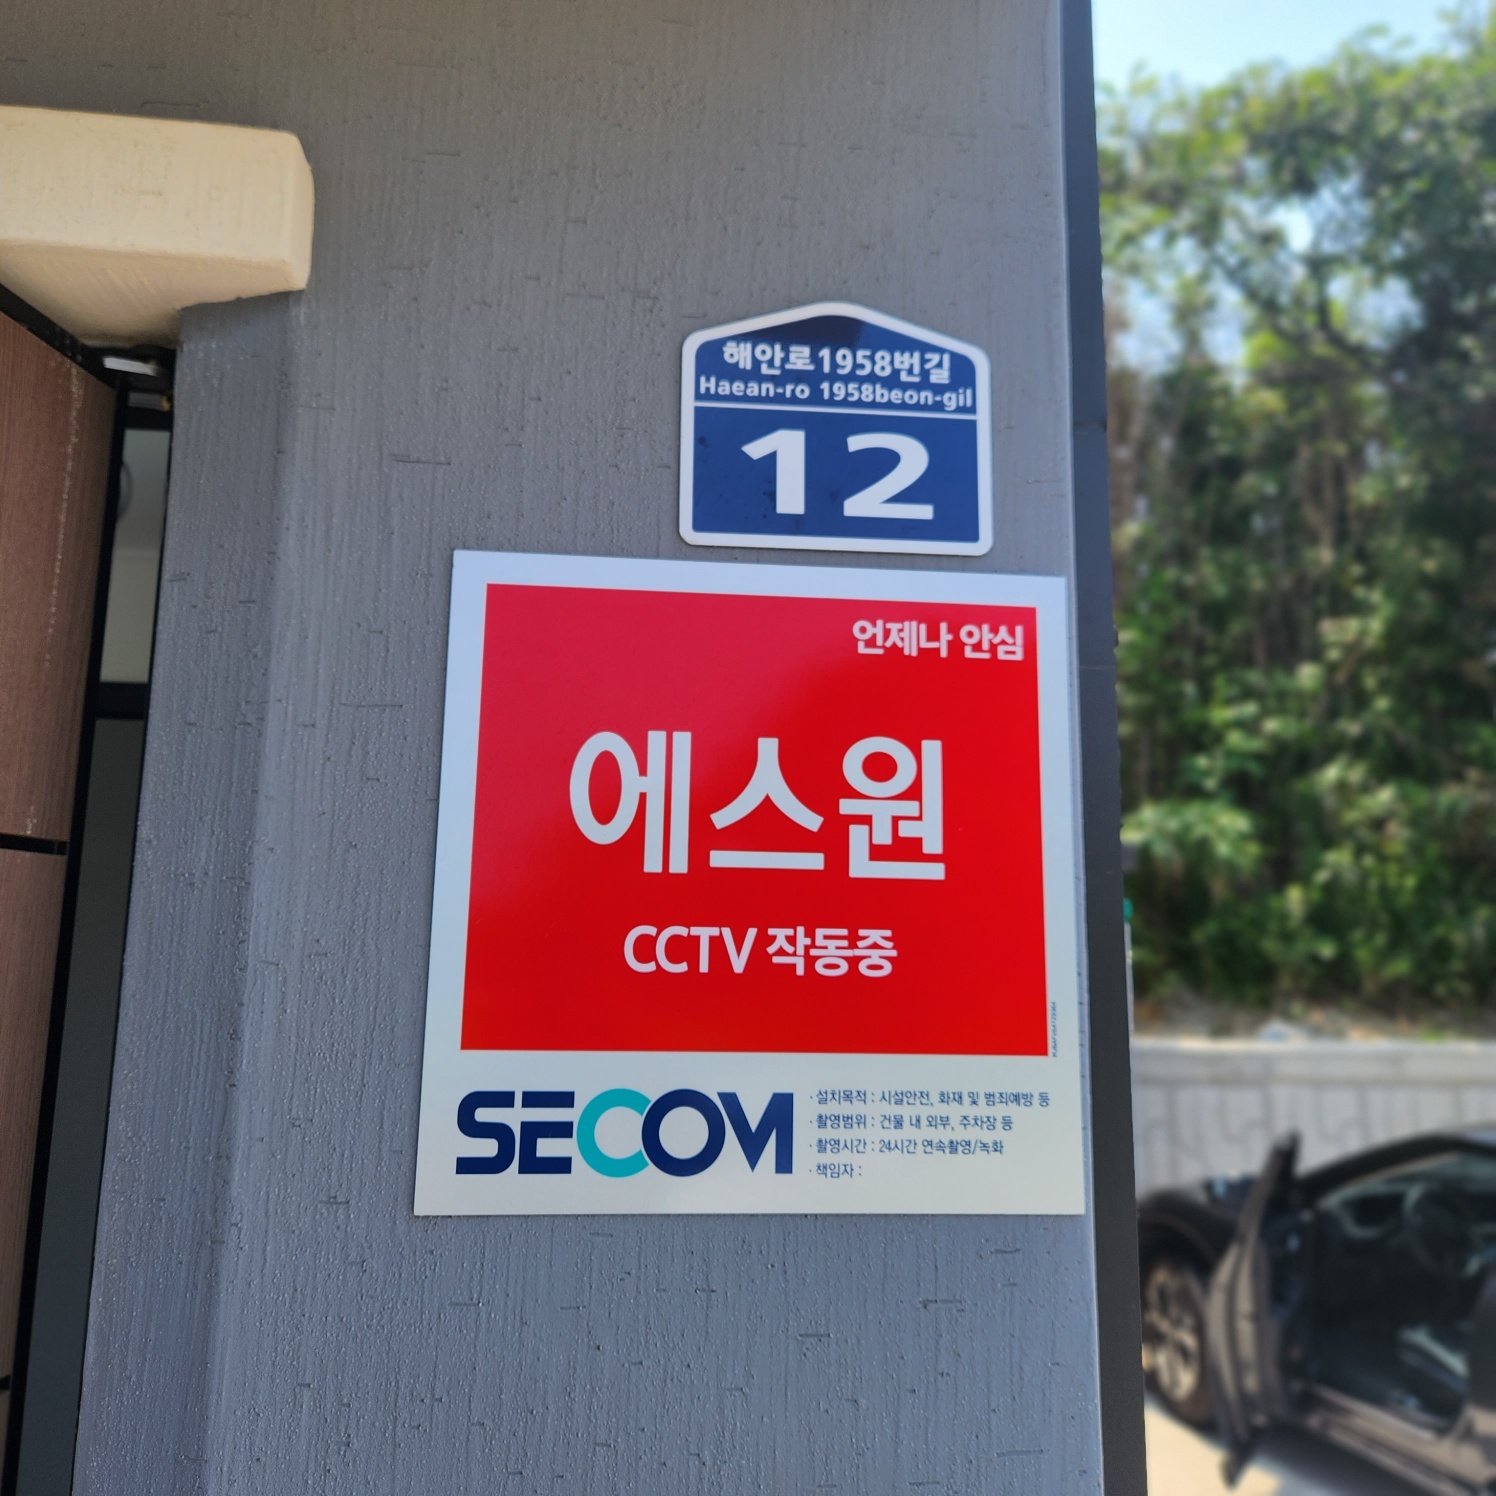 해안로1958번길
Haean-ro 1958beon-gil
12
언제나 안심
에스원
CCTV 작동중
SECOM
· 설치목적 : 시설안전, 화재 및 범죄예방 등
· 촬영범위 : 건물 내 외부, 주차장 등
· 촬영시간 : 24시간 연속촬영/녹화
· 책임자 :